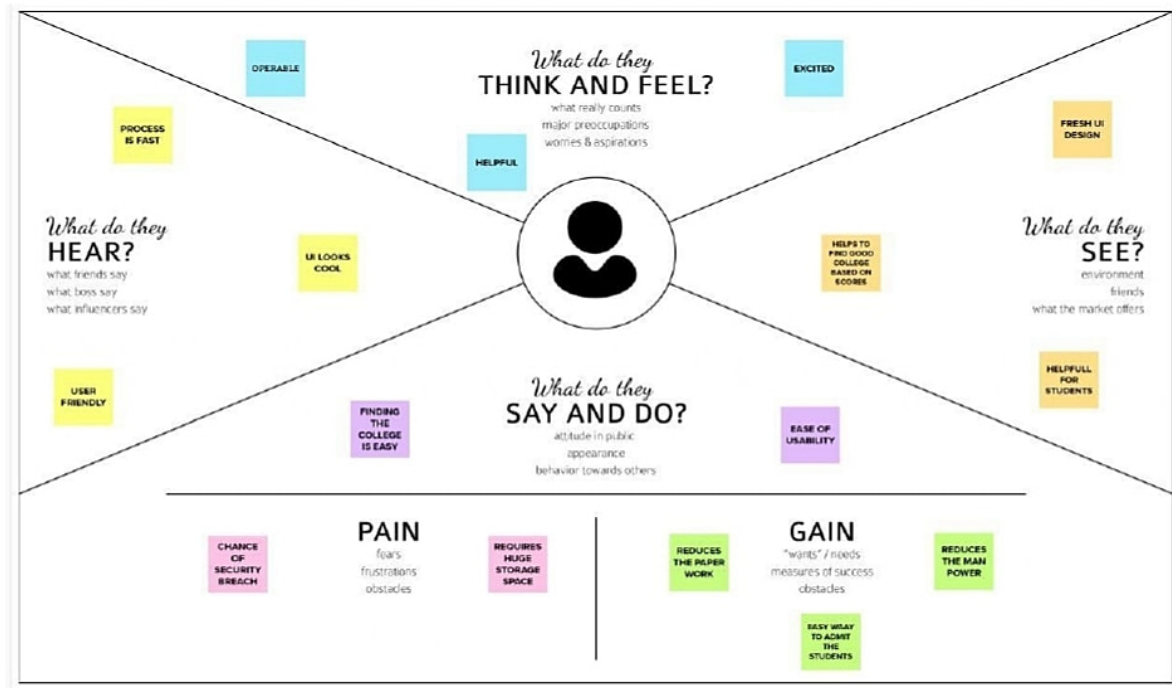 What do they
THINK AND FEEL?
what really counts
major preoccupations
worries & aspirations
OPERABLE
EXCITED
HELPFUL
What do they
HEAR?
what friends say
what boss say
what influencers say
PROCESS
IS FAST
UI LOOKS
COOL
USER
FRIENDLY
What do they
SEE?
environment
friends
what the market offers
FRESH UI
DESIGN
HELPS TO
FIND GOOD
COLLEGE
BASED ON
SCORES
HELPFULL
FOR
STUDENTS
What do they
SAY AND DO?
attitude in public
appearance
behavior towards others
FINDING
THE
COLLEGE
IS EASY
EASE OF
USABILITY
PAIN
fears
frustrations
obstacles
CHANCE
OF
SECURITY
BREACH
REQUIRES
HUGE
STORAGE
SPACE
GAIN
"wants" / needs
measures of success
obstacles
REDUCES
THE PAPER
WORK
REDUCES
THE MAN
POWER
EASY WAAY
TO ADMIT
THE
STUDENTS